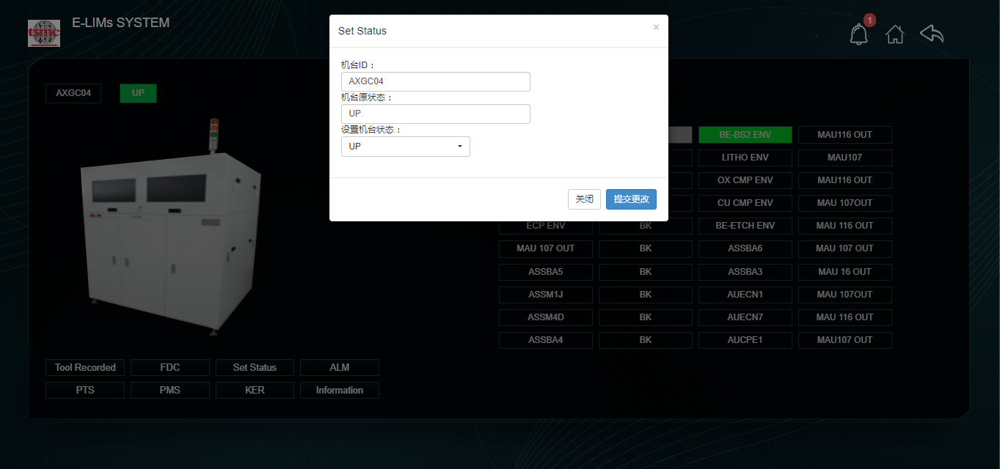 tsmc
E-LIMs SYSTEM
1
Set Status
×
机台ID：
AXGC04
机台原状态：
UP
设置机台状态：
UP
关闭
提交更改
AXGC04
UP
BE-BS2 ENV
MAU116 OUT
LITHO ENV
MAU107
OX CMP ENV
MAU116 OUT
CU CMP ENV
MAU 107OUT
ECP ENV
BK
BE-ETCH ENV
MAU 116 OUT
MAU 107 OUT
BK
ASSBA6
MAU 107 OUT
ASSBA5
BK
ASSBA3
MAU 16 OUT
ASSM1J
BK
AUECN1
MAU 107OUT
ASSM4D
BK
AUECN7
MAU 116 OUT
ASSBA4
BK
AUCPE1
MAU107 OUT
Tool Recorded
FDC
Set Status
ALM
PTS
PMS
KER
Information